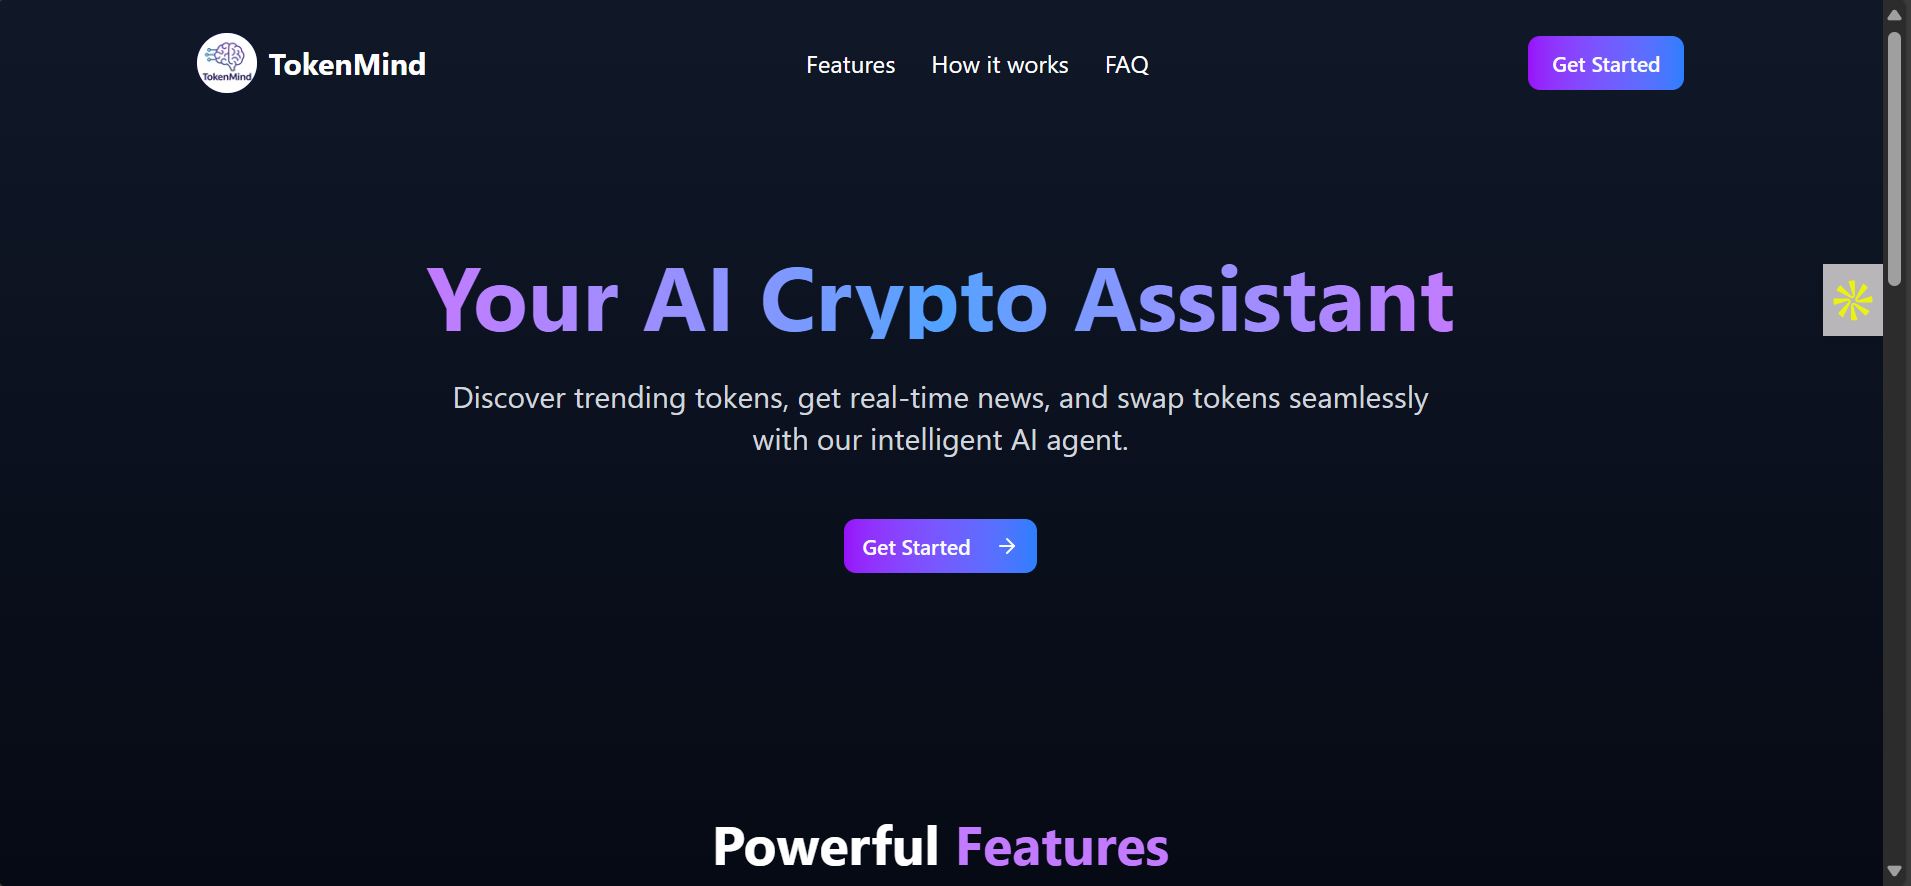 TokenMind
TokenMind
Features
How it works
FAQ
Get Started
Your AI Crypto Assistant
Discover trending tokens, get real-time news, and swap tokens seamlessly
with our intelligent AI agent.
Get Started
Powerful Features